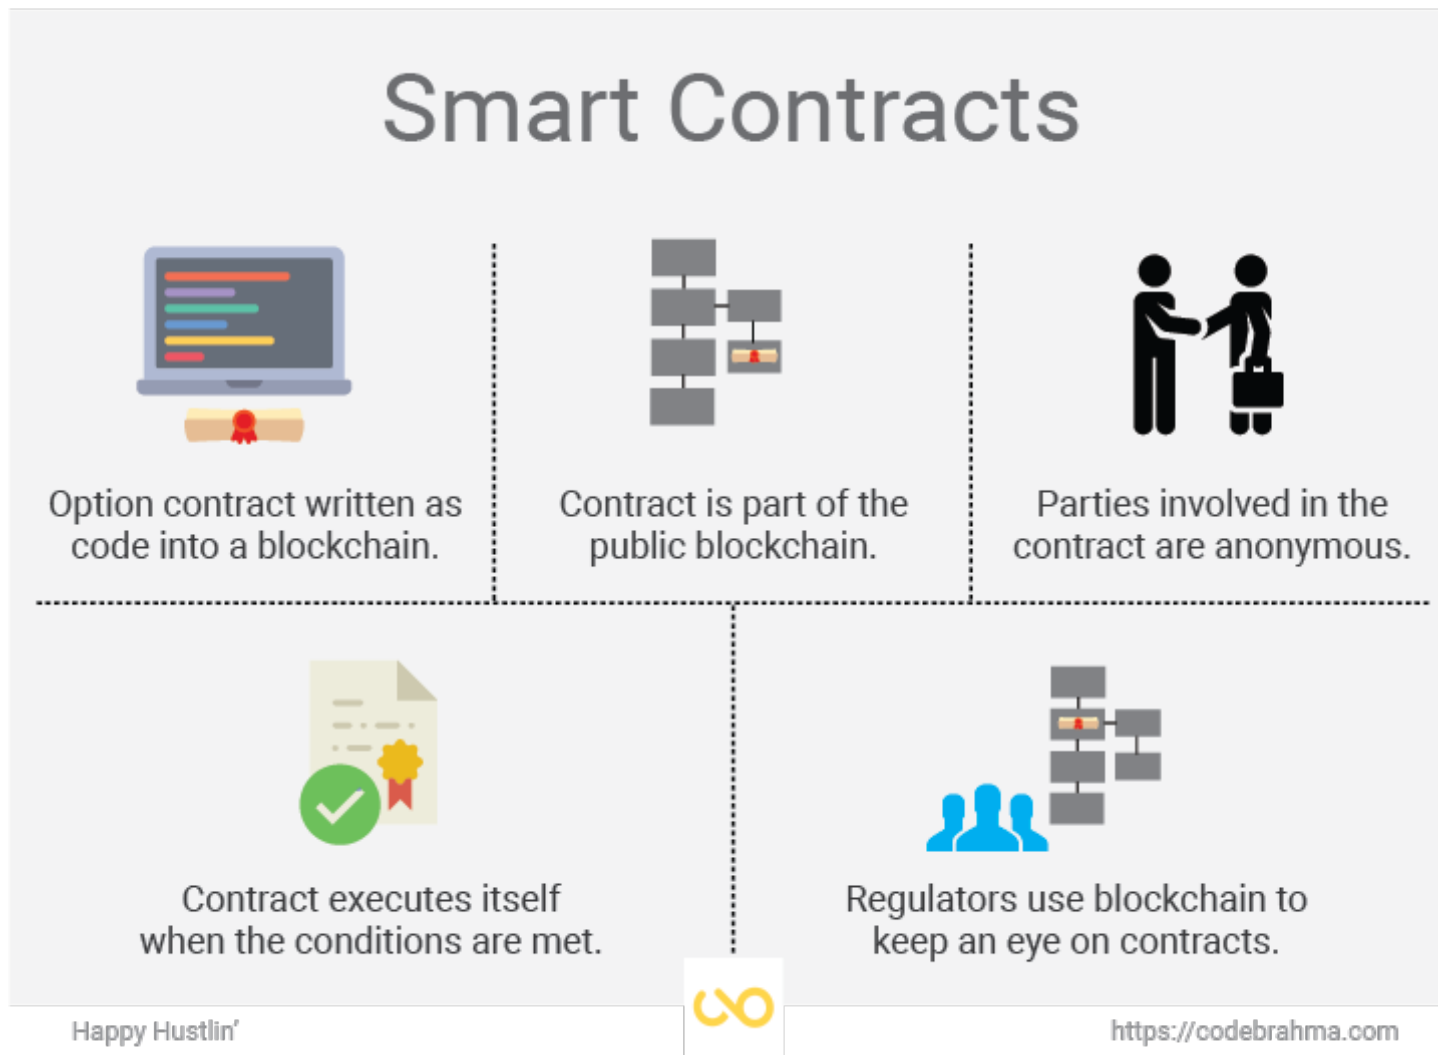 Smart Contracts
Option contract written as
code into a blockchain.
Contract is part of the
public blockchain.
Parties involved in the
contract are anonymous.
Contract executes itself
when the conditions are met.
Regulators use blockchain to
keep an eye on contracts.
Happy Hustlin’
https://codebrahma.com